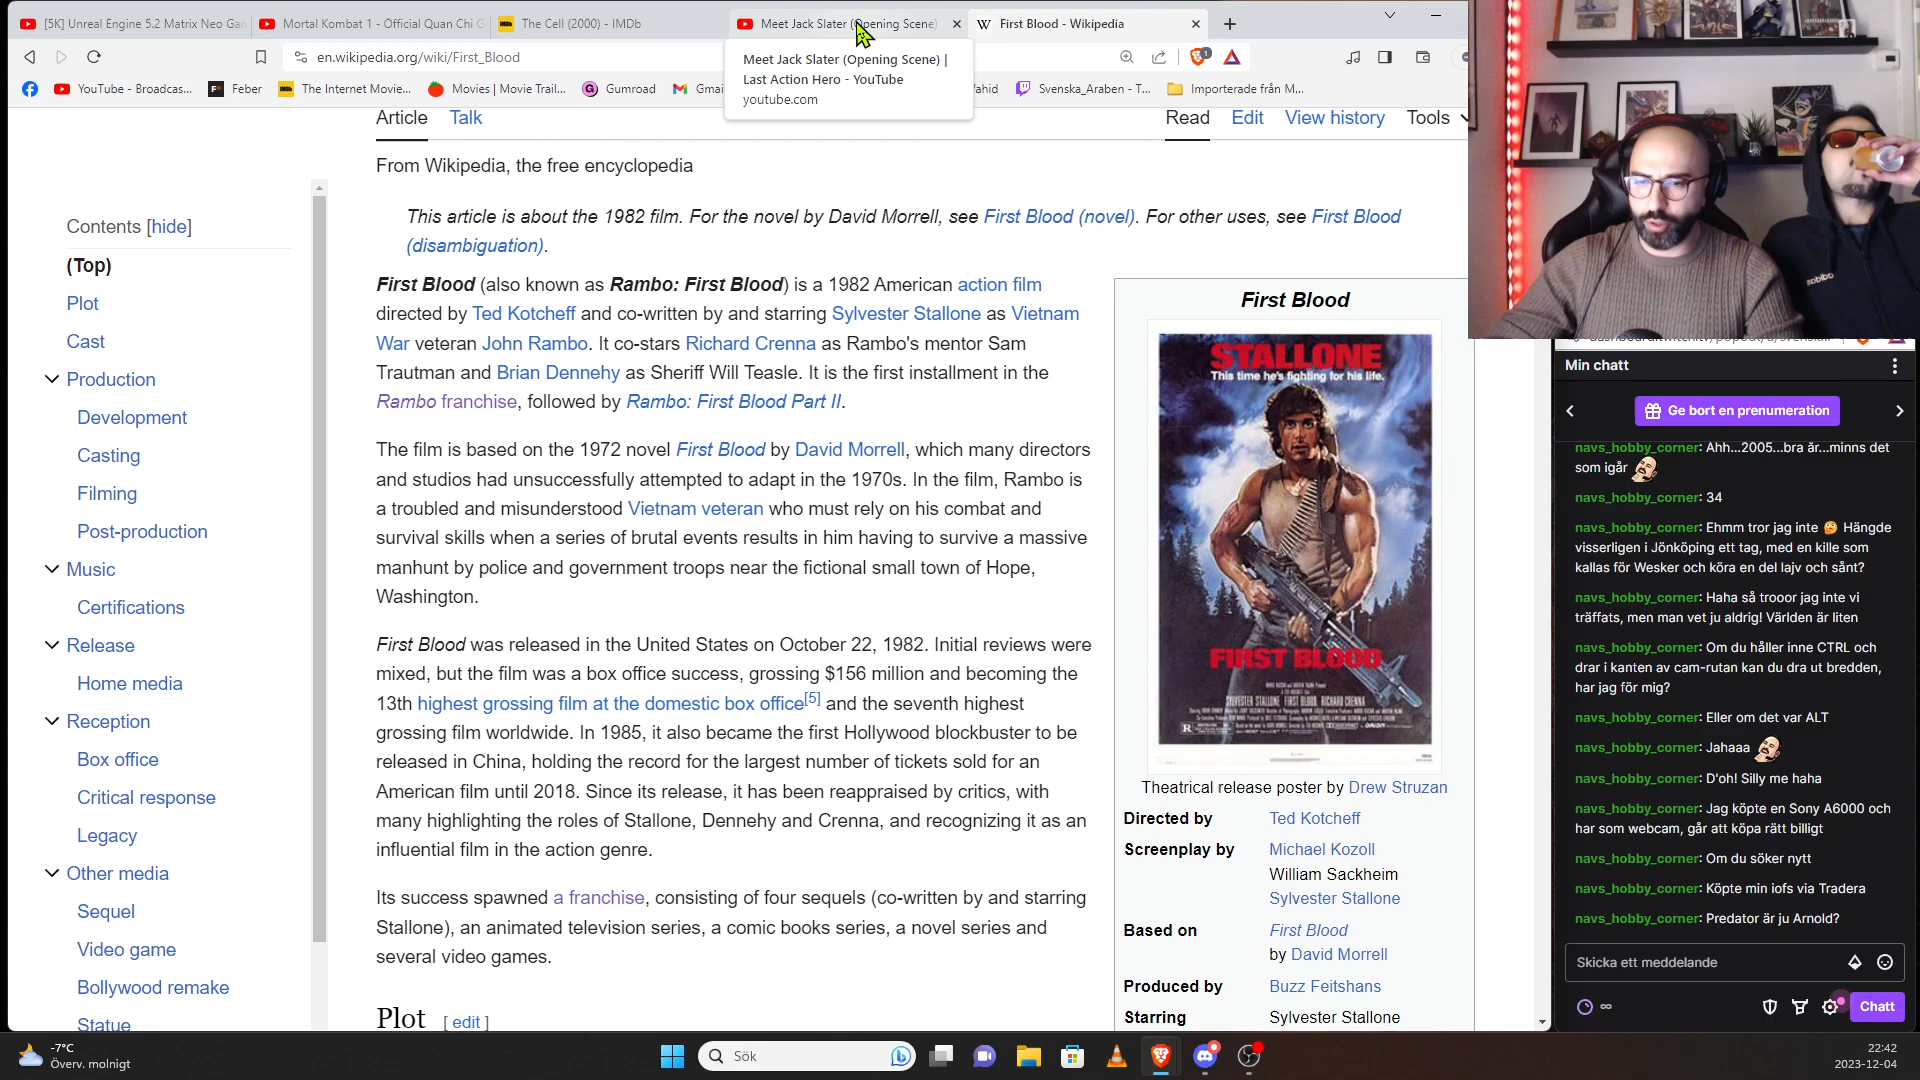 [5K] Unreal Engine 5.2 Matrix Neo Gam
Mortal Kombat 1 - Official Quan Chi G
The Cell (2000) - IMDb
Meet Jack Slater (Opening Scene)
First Blood - Wikipedia
en.wikipedia.org/wiki/First_Blood
Meet Jack Slater (Opening Scene) |
Last Action Hero - YouTube
youtube.com
YouTube - Broadcas...
Feber
The Internet Movie...
Movies | Movie Trail...
Gumroad
Gmai
Svenska_Araben - T...
Importerade från M...
Article
Talk
Read
Edit
View history
Tools
From Wikipedia, the free encyclopedia
This article is about the 1982 film. For the novel by David Morrell, see First Blood (novel). For other uses, see First Blood
(disambiguation).
Contents [hide]
(Top)
Plot
Cast
Production
Development
Casting
Filming
Post-production
Music
Certifications
Release
Home media
Reception
Box office
Critical response
Legacy
Other media
Sequel
Video game
Bollywood remake
Statue
First Blood (also known as Rambo: First Blood) is a 1982 American action film
directed by Ted Kotcheff and co-written by and starring Sylvester Stallone as Vietnam
War veteran John Rambo. It co-stars Richard Crenna as Rambo's mentor Sam
Trautman and Brian Dennehy as Sheriff Will Teasle. It is the first installment in the
Rambo franchise, followed by Rambo: First Blood Part II.
The film is based on the 1972 novel First Blood by David Morrell, which many directors
and studios had unsuccessfully attempted to adapt in the 1970s. In the film, Rambo is
a troubled and misunderstood Vietnam veteran who must rely on his combat and
survival skills when a series of brutal events results in him having to survive a massive
manhunt by police and government troops near the fictional small town of Hope,
Washington.
First Blood was released in the United States on October 22, 1982. Initial reviews were
mixed, but the film was a box office success, grossing $156 million and becoming the
13th highest grossing film at the domestic box office[5] and the seventh highest
grossing film worldwide. In 1985, it also became the first Hollywood blockbuster to be
released in China, holding the record for the largest number of tickets sold for an
American film until 2018. Since its release, it has been reappraised by critics, with
many highlighting the roles of Stallone, Dennehy and Crenna, and recognizing it as an
influential film in the action genre.
Its success spawned a franchise, consisting of four sequels (co-written by and starring
Stallone), an animated television series, a comic books series, a novel series and
several video games.
Plot [ edit ]
First Blood
STALLONE
This time he's fighting for his life.
FIRST BLOOD
SYLVESTER STALLONE FIRST BLOOD RICHARD CRENNA
Theatrical release poster by Drew Struzan
Directed by Ted Kotcheff
Screenplay by Michael Kozoll
William Sackheim
Sylvester Stallone
Based on First Blood
by David Morrell
Produced by Buzz Feitshans
Starring Sylvester Stallone
Min chatt
Ge bort en prenumeration
navs_hobby_corner: Ahh...2005...bra år...minns det
som igår
navs_hobby_corner: 34
navs_hobby_corner: Ehmm tror jag inte 🤔 Hängde
visserligen i Jönköping ett tag, med en kille som
kallas för Wesker och köra en del lajv och sånt?
navs_hobby_corner: Haha så trooor jag inte vi
träffats, men man vet ju aldrig! Världen är liten
navs_hobby_corner: Om du håller inne CTRL och
drar i kanten av cam-rutan kan du dra ut bredden,
har jag för mig?
navs_hobby_corner: Eller om det var ALT
navs_hobby_corner: Jahaaa
navs_hobby_corner: D'oh! Silly me haha
navs_hobby_corner: Jag köpte en Sony A6000 och
har som webcam, går att köpa rätt billigt
navs_hobby_corner: Om du söker nytt
navs_hobby_corner: Köpte min iofs via Tradera
navs_hobby_corner: Predator är ju Arnold?
Skicka ett meddelande
∞
Chatt
-7°C
Överv. molnigt
Sök
22:42
2023-12-04